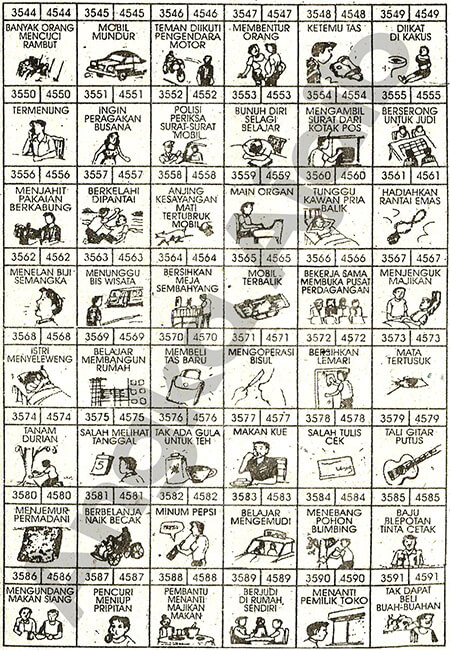 3544 4544
BANYAK ORANG
MENCUCI
RAMBUT
3545 4545
MOBIL
MUNDUR
3546 4546
TEMAN DIIKUTI
PENGENDARA
MOTOR
3547 4547
MEMBENTUR
ORANG
3548 4548
KETEMU TAS
3549 4549
DIIKAT
DI KAKUS
3550 4550
TERMENUNG
3551 4551
INGIN
PERAGAKAN
BUSANA
3552 4552
POLISI
PERIKSA
SURAT-SURAT
MOBIL
3553 4553
BUNUH DIRI
SELAGI
BELAJAR
3554 4554
MENGAMBIL
SURAT DARI
KOTAK POS
3555 4555
BERSERONG
UNTUK JUDI
3556 4556
MENJAHIT
PAKAIAN
BERKABUNG
3557 4557
BERKELAHI
DIPANTAI
3558 4558
ANJING
KESAYANGAN
MATI
TERTUBRUK
MOBIL
3559 4559
MAIN ORGAN
3560 4560
TUNGGU
KAWAN PRIA
BALIK
3561 4561
HADIAHKAN
RANTAI EMAS
3562 4562
MENELAN BIJI
SEMANGKA
3563 4563
MENUNGGU
BIS WISATA
3564 4564
BERSIHKAN
MEJA
SEMBAHYANG
3565 4565
MOBIL
TERBALIK
3566 4566
BEKERJA SAMA
MEMBUKA PUSAT
PERDAGANGAN
3567 4567
MENJENGUK
MAJIKAN
3568 4568
ISTRI
MENYELEWENG
3569 4569
BELAJAR
MEMBANGUN
RUMAH
3570 4570
MEMBELI
TAS BARU
3571 4571
MENGOPERASI
BISUL
3572 4572
BERSIHKAN
LEMARI
3573 4573
MATA
TERTUSUK
3574 4574
TANAM
DURIAN
3575 4575
SALAH MELIHAT
TANGGAL
5
3576 4576
TAK ADA GULA
UNTUK TEH
3577 4577
MAKAN KUE
3578 4578
SALAH TULIS
CEK
3579 4579
TALI GITAR
PUTUS
3580 4580
MENJEMUR
PERMADANI
3581 4581
BERBELANJA
NAIK BECAK
3582 4582
MINUM PEPSI
PEPSI
3583 4583
BELAJAR
MENGEMUDI
3584 4584
MENEBANG
POHON
BLIMBING
3585 4585
BAJU
BLEPOTAN
TINTA CETAK
3586 4586
MENGUNDANG
MAKAN SIANG
3587 4587
PENCURI
MENIUP
PRIPITAN
3588 4588
PEMBANTU
MENANTI
MAJIKAN
MAKAN
3589 4589
BERJUDI
DI RUMAH
SENDIRI
3590 4590
MENANTI
PEMILIK TOKO
3591 4591
TAK DAPAT
BELI
BUAH-BUAHAN